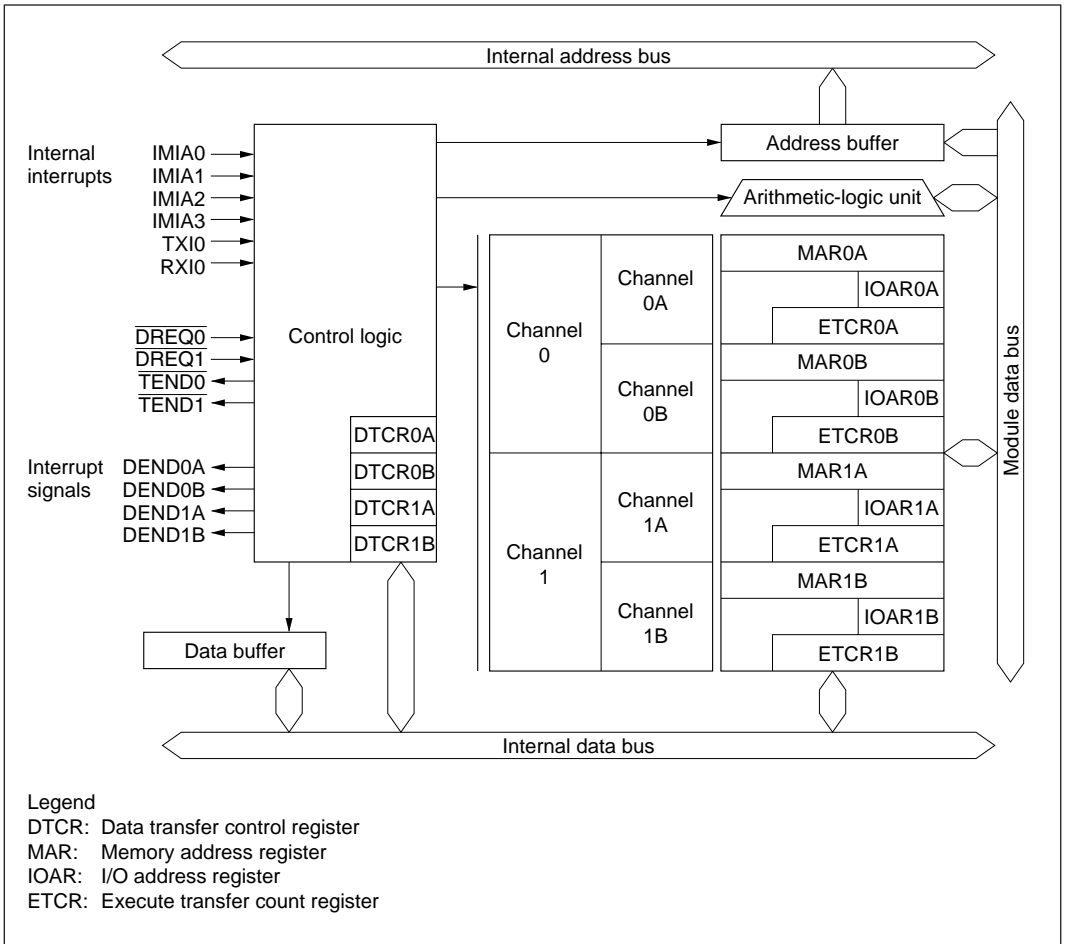 Internal address bus
Internal
interrupts
IMIA0
IMIA1
IMIA2
IMIA3
TXI0
RXI0
DREQ0
DREQ1
TEND0
TEND1
Interrupt
signals
DEND0A
DEND0B
DEND1A
DEND1B
Control logic
DTCR0A
DTCR0B
DTCR1A
DTCR1B
Data buffer
Address buffer
Arithmetic-logic unit
Channel
0
Channel
0A
Channel
0B
Channel
1
Channel
1A
Channel
1B
MAR0A
IOAR0A
ETCR0A
MAR0B
IOAR0B
ETCR0B
MAR1A
IOAR1A
ETCR1A
MAR1B
IOAR1B
ETCR1B
Module data bus
Internal data bus
Legend
DTCR: Data transfer control register
MAR: Memory address register
IOAR: I/O address register
ETCR: Execute transfer count register